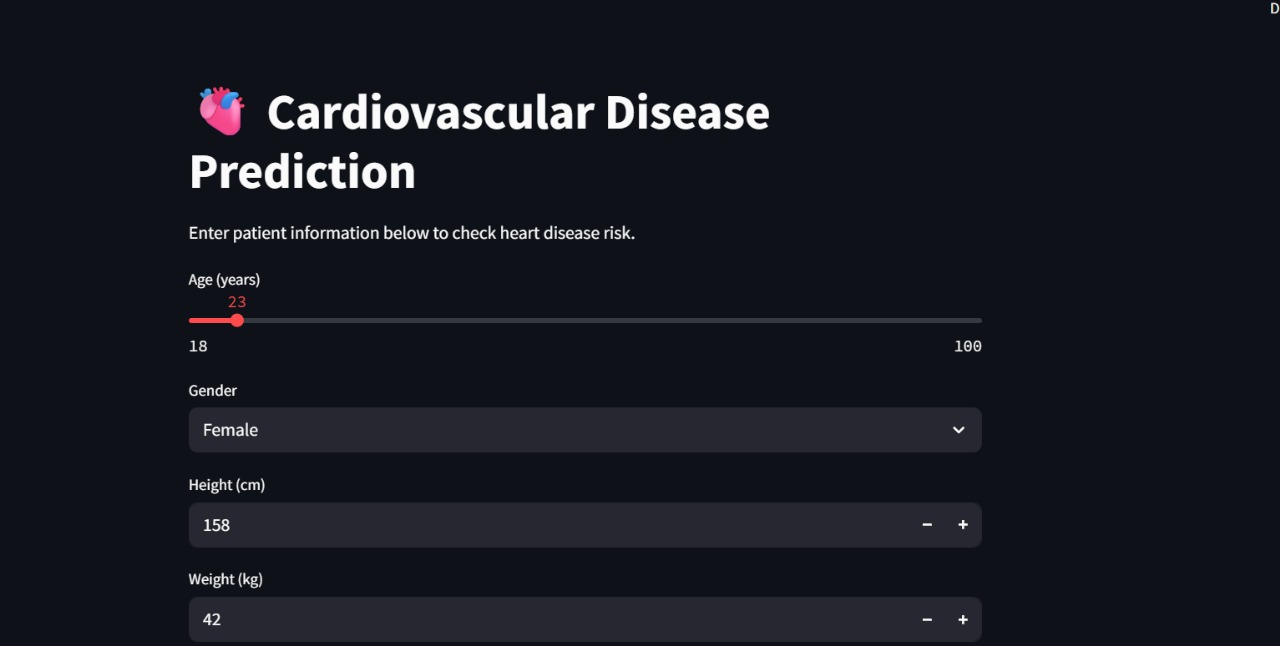 D
Cardiovascular Disease
Prediction
Enter patient information below to check heart disease risk.
Age (years)
23
18
100
Gender
Female
Height (cm)
158
Weight (kg)
42